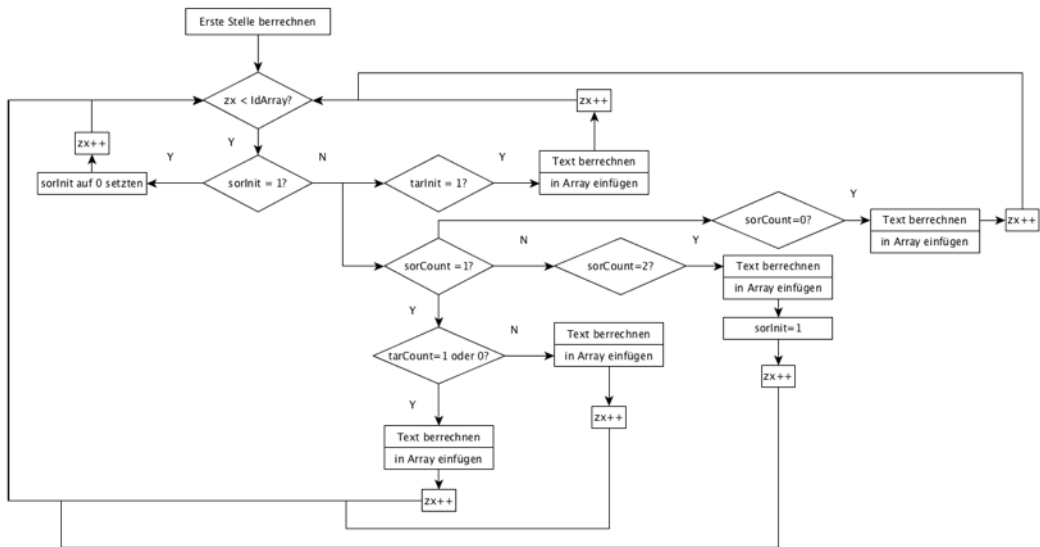 Erste Stelle berrechnen
zx < IdArray?
zx++
zx++
Y
Y
N
Y
Text berrechnen
in Array einfügen
sorInit auf 0 setzten
sorInit = 1?
tarInit = 1?
Y
sorCount=0?
Text berrechnen
in Array einfügen
zx++
N
Y
sorCount =1?
sorCount=2?
Text berrechnen
in Array einfügen
Y
N
sorInit=1
tarCount=1 oder 0?
Text berrechnen
in Array einfügen
zx++
Y
zx++
Text berrechnen
in Array einfügen
zx++